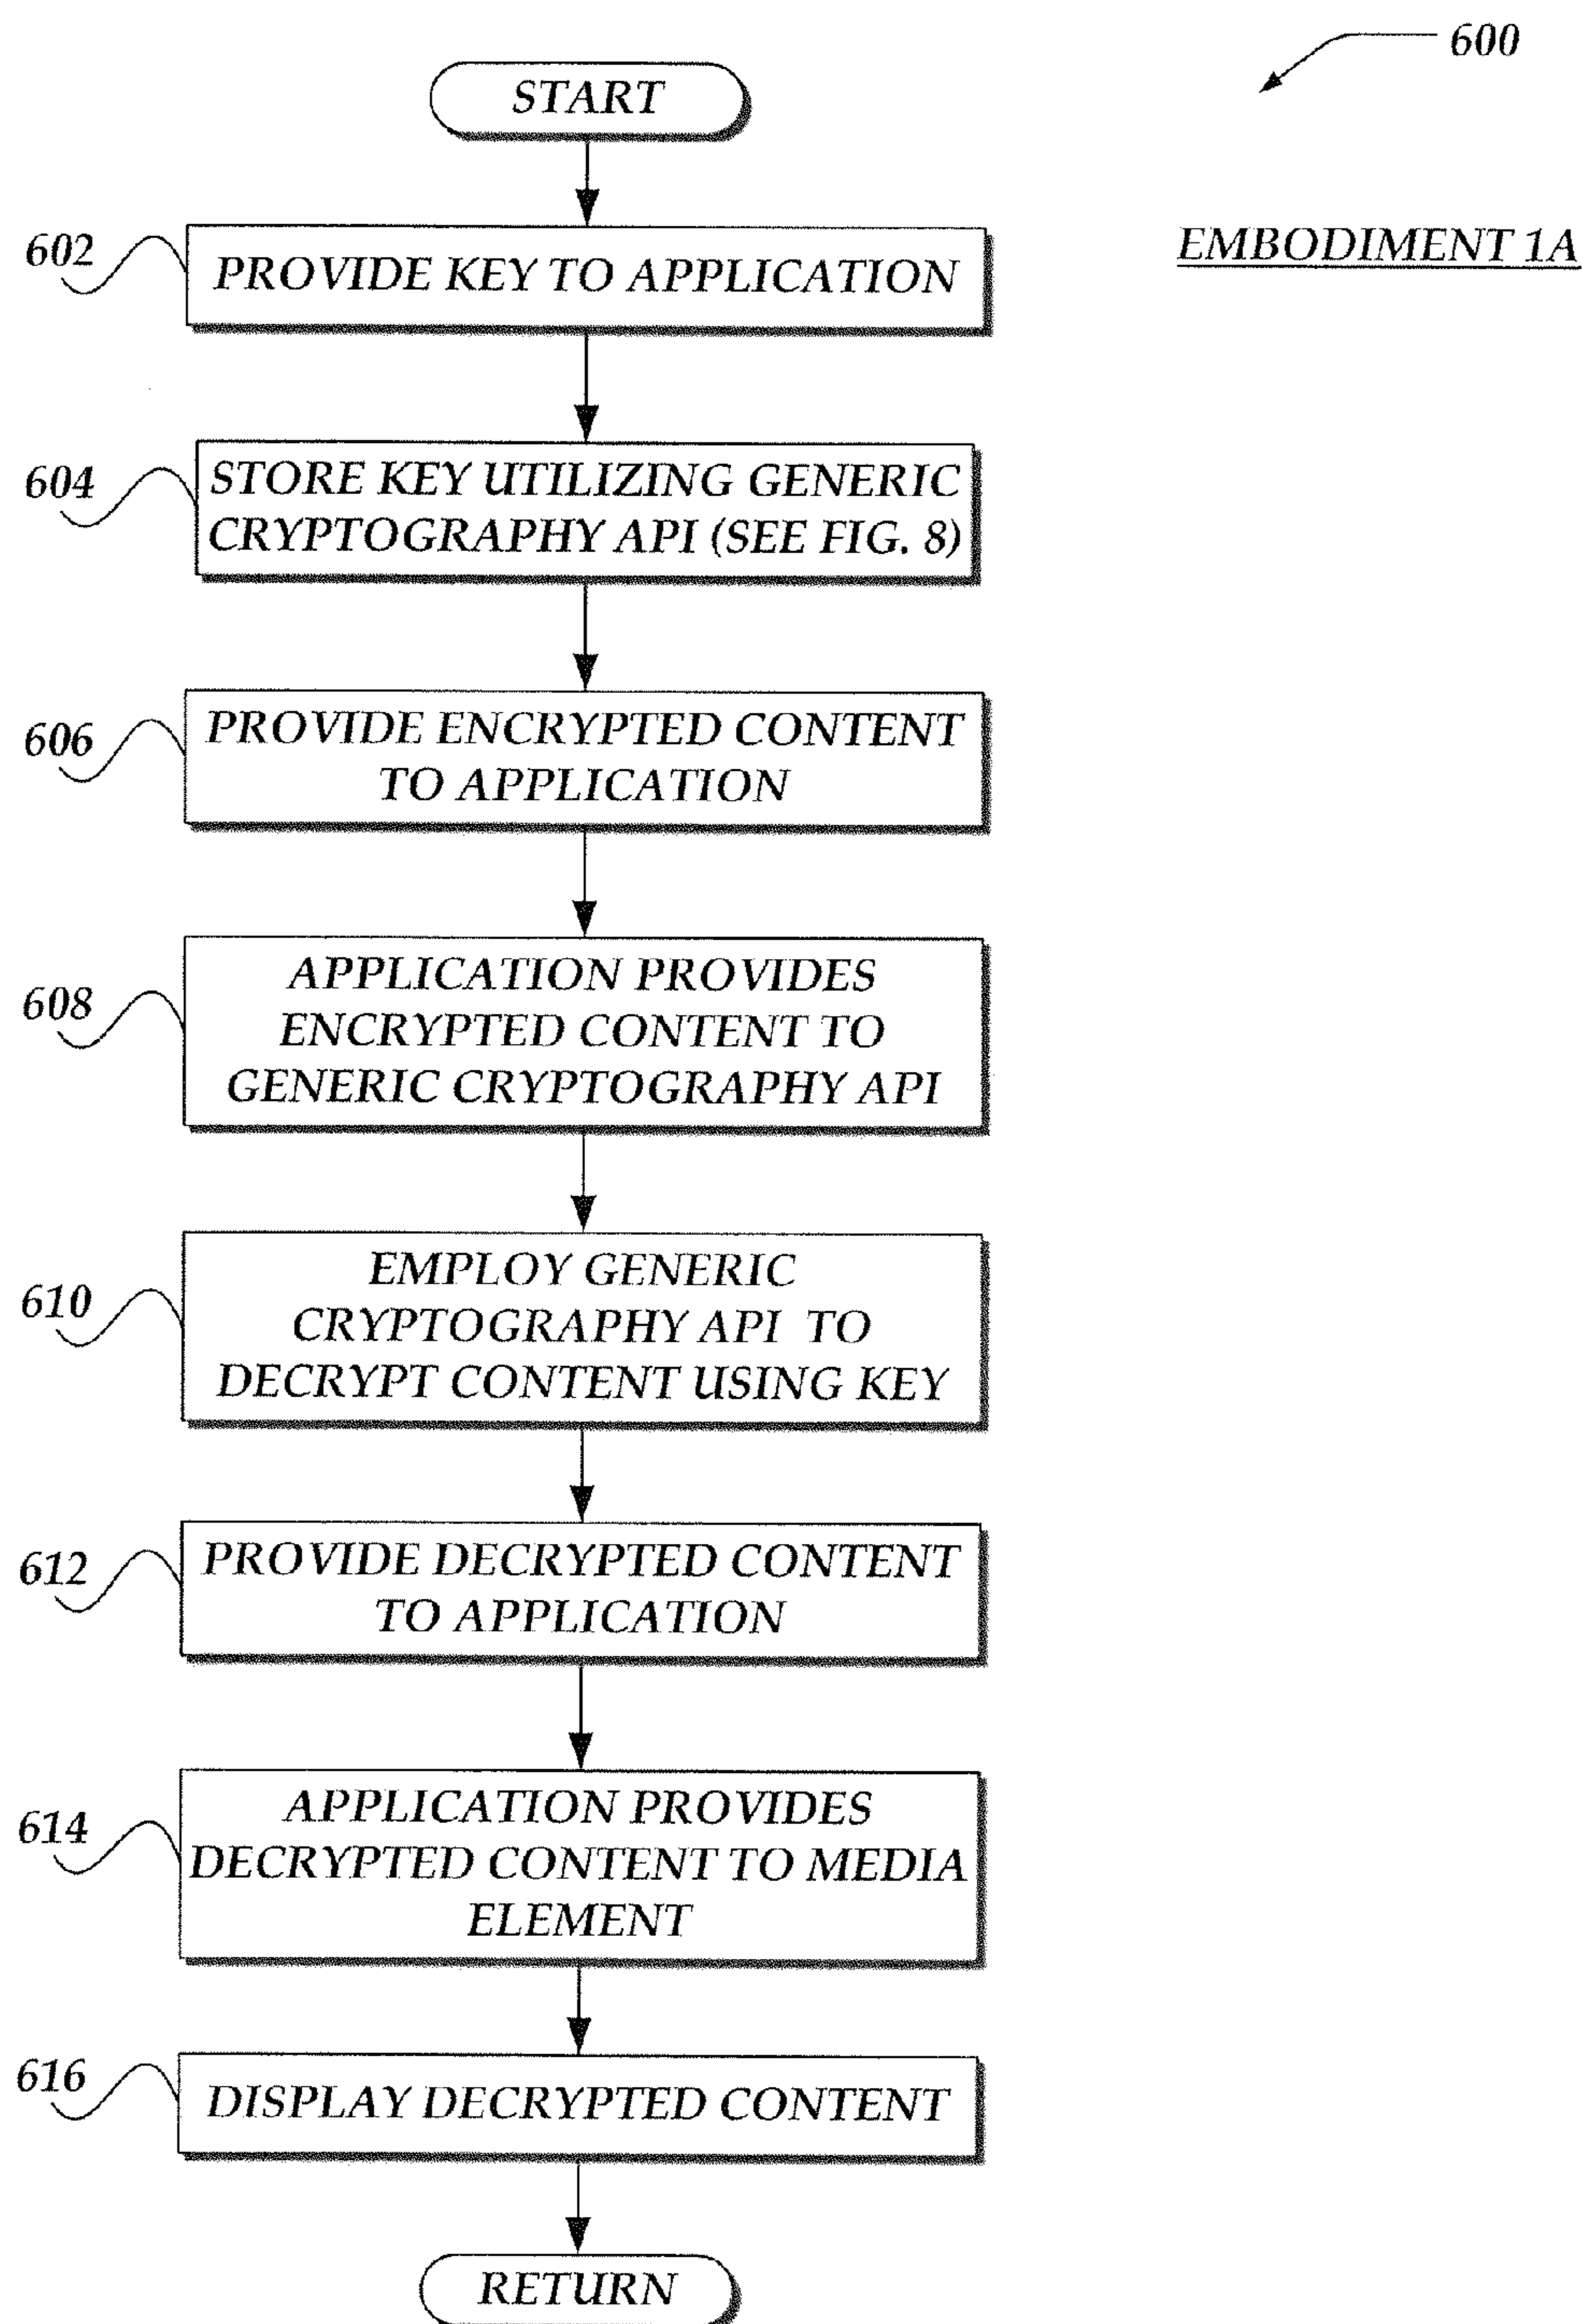 600
START
EMBODIMENT 1A
602
PROVIDE KEY TO APPLICATION
604
STORE KEY UTILIZING GENERIC
CRYPTOGRAPHY API (SEE FIG. 8)
606
PROVIDE ENCRYPTED CONTENT
TO APPLICATION
608
APPLICATION PROVIDES
ENCRYPTED CONTENT TO
GENERIC CRYPTOGRAPHY API
610
EMPLOY GENERIC
CRYPTOGRAPHY API TO
DECRYPT CONTENT USING KEY
612
PROVIDE DECRYPTED CONTENT
TO APPLICATION
614
APPLICATION PROVIDES
DECRYPTED CONTENT TO MEDIA
ELEMENT
616
DISPLAY DECRYPTED CONTENT
RETURN